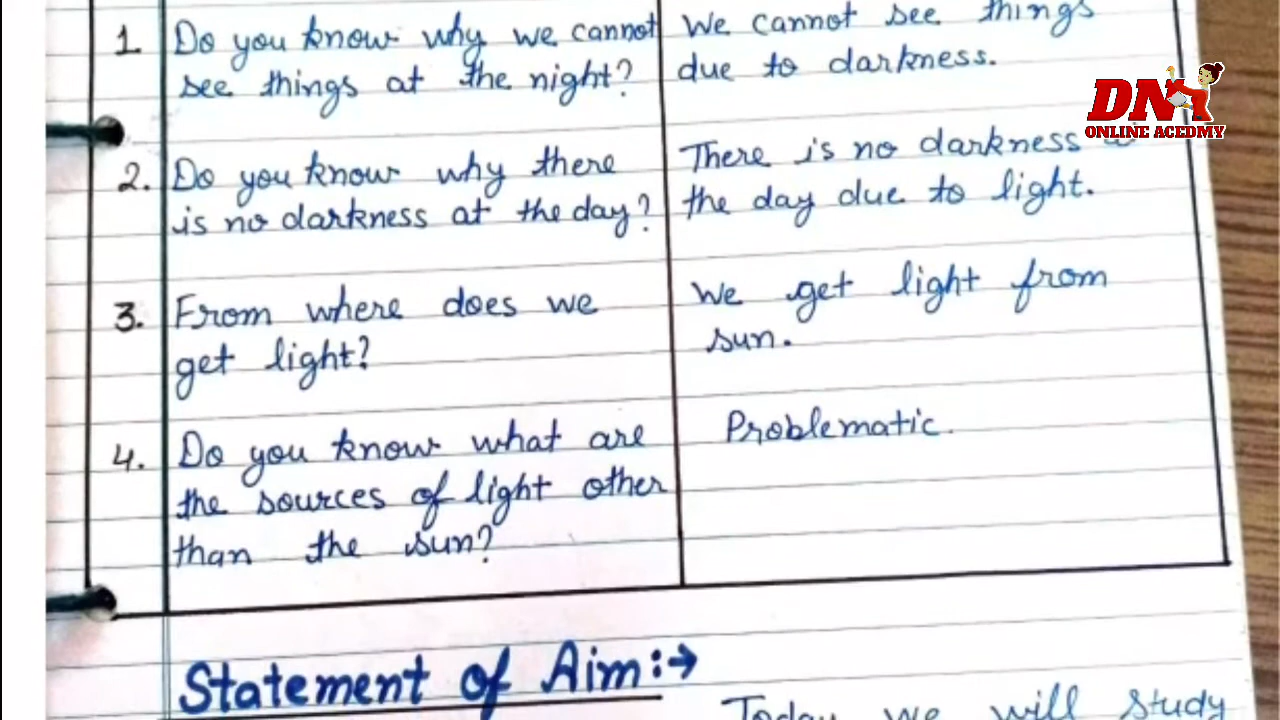 1. Do you know why we cannot
see things at the night?
We cannot see things
due to darkness.
DN
ONLINE ACEDMY
2. Do you know why there
is no darkness at the day?
There is no darkness
the day due to light.
3. From where does we
get light?
We get light from
sun.
4. Do you know what are
the sources of light other
than the sun?
Problematic.
Statement of Aim:→
Today we will study